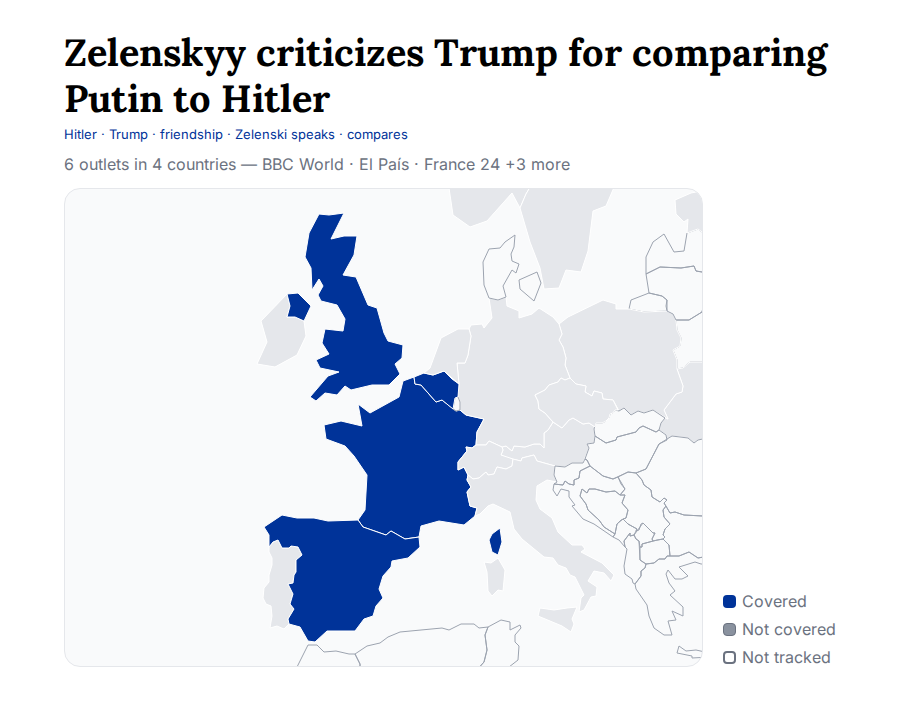 Zelenskyy criticizes Trump for comparing
Putin to Hitler
Hitler · Trump · friendship · Zelenski speaks · compares
6 outlets in 4 countries — BBC World · El País · France 24 +3 more
Covered
Not covered
Not tracked